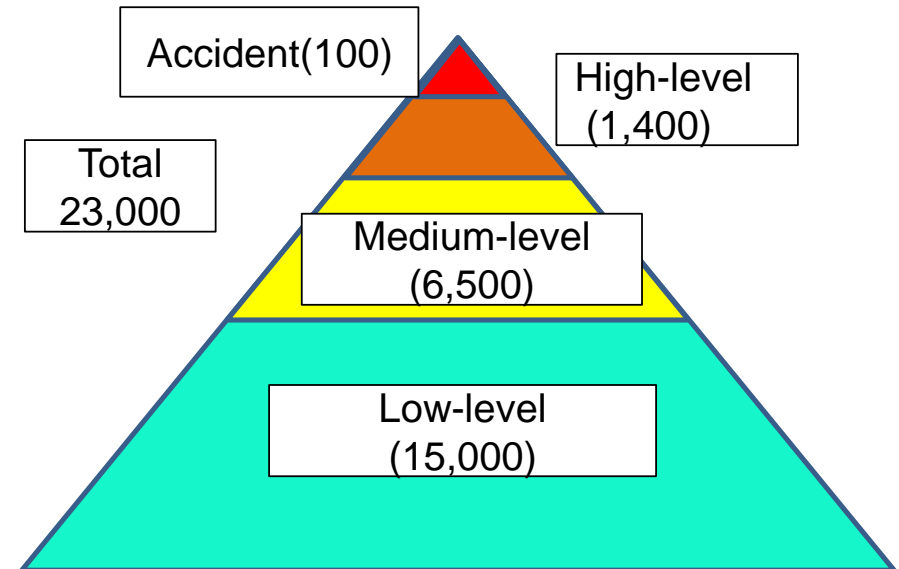 Accident(100)
High-level
(1,400)
Total
23,000
Medium-level
(6,500)
Low-level
(15,000)